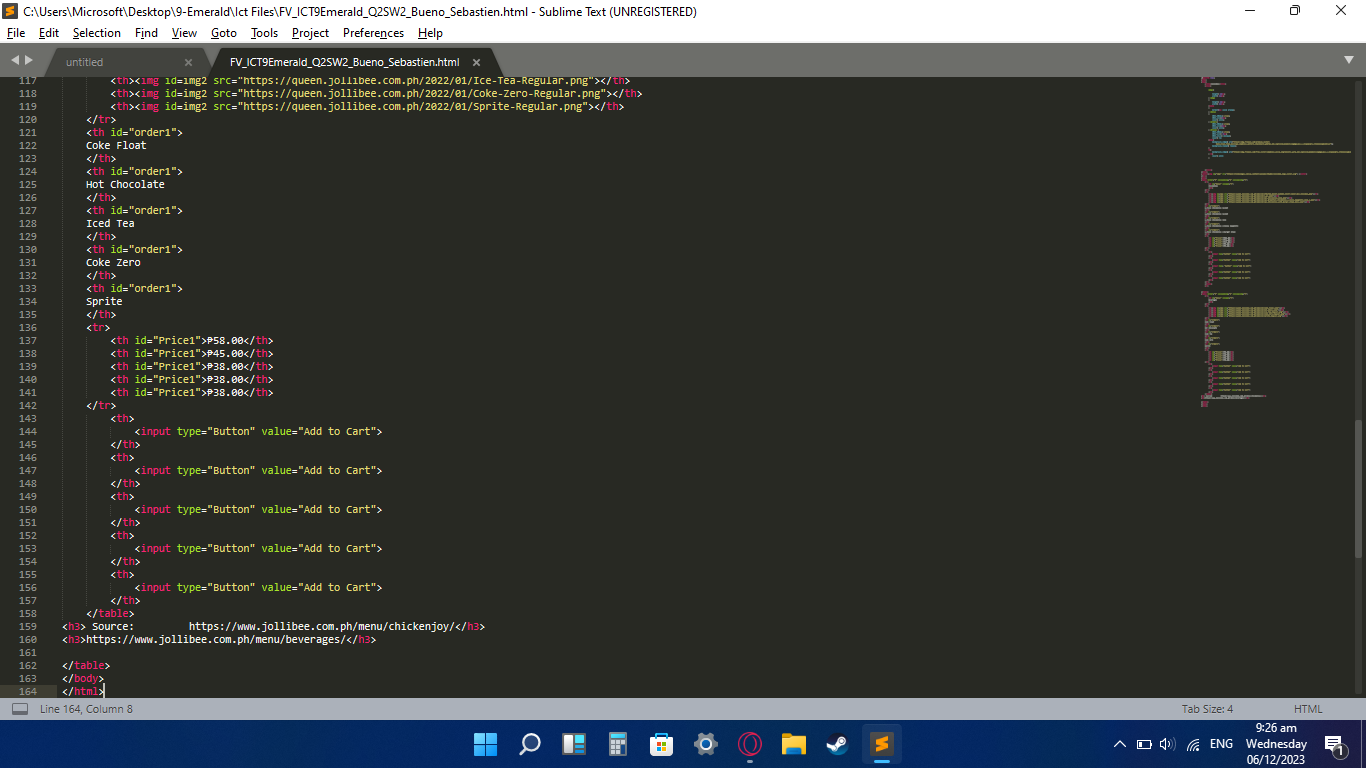 C:\Users\Microsoft\Desktop\9-Emerald\Ict Files\FV_ICT9Emerald_Q2SW2_Bueno_Sebastien.html - Sublime Text (UNREGISTERED)
File Edit Selection Find View Goto Tools Project Preferences Help
untitled × FV_ICT9Emerald_Q2SW2_Bueno_Sebastien.html ×
117 <th><img id=img2 src="https://queen.jollibee.com.ph/2022/01/Ice-Tea-Regular.png"></th>
118 <th><img id=img2 src="https://queen.jollibee.com.ph/2022/01/Coke-Zero-Regular.png"></th>
119 <th><img id=img2 src="https://queen.jollibee.com.ph/2022/01/Sprite-Regular.png"></th>
120 </tr>
121 <th id="order1">
122 Coke Float
123 </th>
124 <th id="order1">
125 Hot Chocolate
126 </th>
127 <th id="order1">
128 Iced Tea
129 </th>
130 <th id="order1">
131 Coke Zero
132 </th>
133 <th id="order1">
134 Sprite
135 </th>
136 <tr>
137 <th id="Price1">₱58.00</th>
138 <th id="Price1">₱45.00</th>
139 <th id="Price1">₱38.00</th>
140 <th id="Price1">₱38.00</th>
141 <th id="Price1">₱38.00</th>
142 </tr>
143 <th>
144 <input type="Button" value="Add to Cart">
145 </th>
146 <th>
147 <input type="Button" value="Add to Cart">
148 </th>
149 <th>
150 <input type="Button" value="Add to Cart">
151 </th>
152 <th>
153 <input type="Button" value="Add to Cart">
154 </th>
155 <th>
156 <input type="Button" value="Add to Cart">
157 </th>
158 </table>
159 <h3> Source: https://www.jollibee.com.ph/menu/chickenjoy/</h3>
160 <h3>https://www.jollibee.com.ph/menu/beverages/</h3>
161
162 </table>
163 </body>
164 </html>
Line 164, Column 8 Tab Size: 4 HTML
ENG
9:26 am
Wednesday
06/12/2023
1